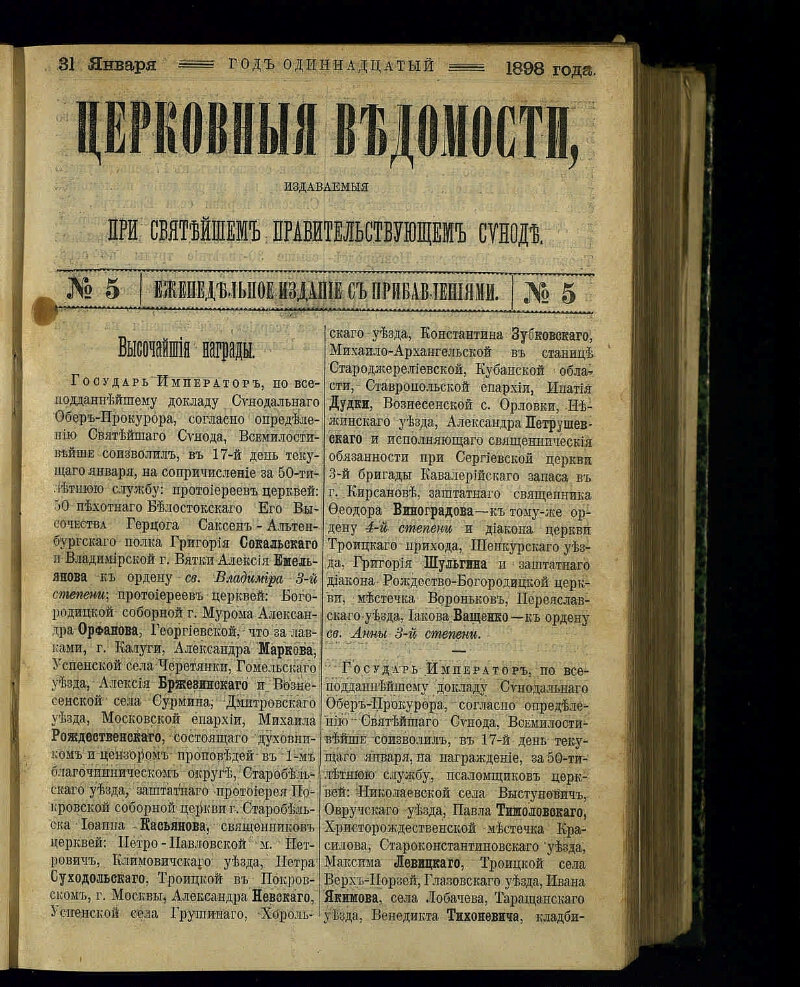 31 Января
ГОДЪ ОДИННАДЦАТЫЙ
1898 года.
ЦЕРКОВНЫЯ ВѢДОМОСТИ,
ИЗДАВАЕМЫЯ
ПРИ СВЯТѢЙШЕМЪ ПРАВИТЕЛЬСТВУЮЩЕМЪ СѴНОДѢ.
№ 5
ЕЖЕНЕДѢЛЬНОЕ ИЗДАНІЕ СЪ ПРИБАВЛЕНІЯМИ.
№ 5
Высочайшія награды.
Государь Императоръ, по все-
подданнѣйшему докладу Сѵнодальнаго
Оберъ-Прокурора, согласно опредѣле-
нію Святѣйшаго Сѵнода, Всемилости-
вѣйше соизволилъ, въ 17-й день теку-
щаго января, на сопричисленіе за 50-ти-
лѣтнюю службу: протоіереевъ церквей:
50 пѣхотнаго Бѣлостокскаго Его Вы-
сочества Герцога Саксенъ-Альтен-
бургскаго полка Григорія Сокальскаго
и Владимірской г. Вятки Алексія Емель-
янова къ ордену св. Владиміра 3-й
степени; протоіереевъ церквей: Бого-
родицкой соборной г. Мурома Алексан-
дра Орфанова, Георгіевской, что за лав-
ками, г. Калуги, Александра Маркова,
Успенской села Черетянки, Гомельскаго
уѣзда, Алексія Бржезинскаго и Возне-
сенской села Сурмина, Дмитровскаго
уѣзда, Московской епархіи, Михаила
Рождественскаго, состоящаго духовни-
комъ и цензоромъ проповѣдей въ 1-мъ
благочинническомъ округѣ, Старобѣль-
скаго уѣзда, заштатнаго протоіерея По-
кровской соборной церкви г. Старобѣль-
ска Іоанна Касьянова, священниковъ
церквей: Петро-Павловской м. Пет-
ровичъ, Климовичскаго уѣзда, Петра
Суходольскаго, Троицкой въ Покров-
скомъ, г. Москвы, Александра Невскаго,
Успенской села Грушинаго, Хороль-
скаго уѣзда, Константина Зубковскаго,
Михаило-Архангельской въ станицѣ
Староджереліевской, Кубанской обла-
сти, Ставропольской епархіи, Ипатія
Дудки, Вознесенской с. Орловки, Нѣ-
жинскаго уѣзда, Александра Петрушев-
скаго и исполняющаго священническія
обязанности при Сергіевской церкви
3-й бригады Кавалерійскаго запаса въ
г. Кирсановѣ, заштатнаго священника
Ѳеодора Виноградова—къ тому-же ор-
дену 4-й степени и діакона церкви
Троицкаго прихода, Шенкурскаго уѣз-
да, Григорія Шульгина и заштатнаго
діакона Рождество-Богородицкой церк-
ви, мѣстечка Вороньковъ, Переяслав-
скаго уѣзда, Іакова Ващенко—къ ордену
св. Анны 3-й степени.
Государь Императоръ, по все-
подданнѣйшему докладу Сѵнодальнаго
Оберъ-Прокурора, согласно опредѣле-
нію Святѣйшаго Сѵнода, Всемилости-
вѣйше соизволилъ, въ 17-й день теку-
щаго января, на награжденіе, за 50-ти-
лѣтнюю службу, псаломщиковъ церк-
вей: Николаевской села Выступовичъ,
Овручскаго уѣзда, Павла Тимоловскаго,
Христорождественской мѣстечка Кра-
силова, Староконстантиновскаго уѣзда,
Максима Левицкаго, Троицкой села
Верхъ-Порзей, Глазовскаго уѣзда, Ивана
Якимова, села Лобачева, Таращанскаго
уѣзда, Венедикта Тихоневича, кладби-